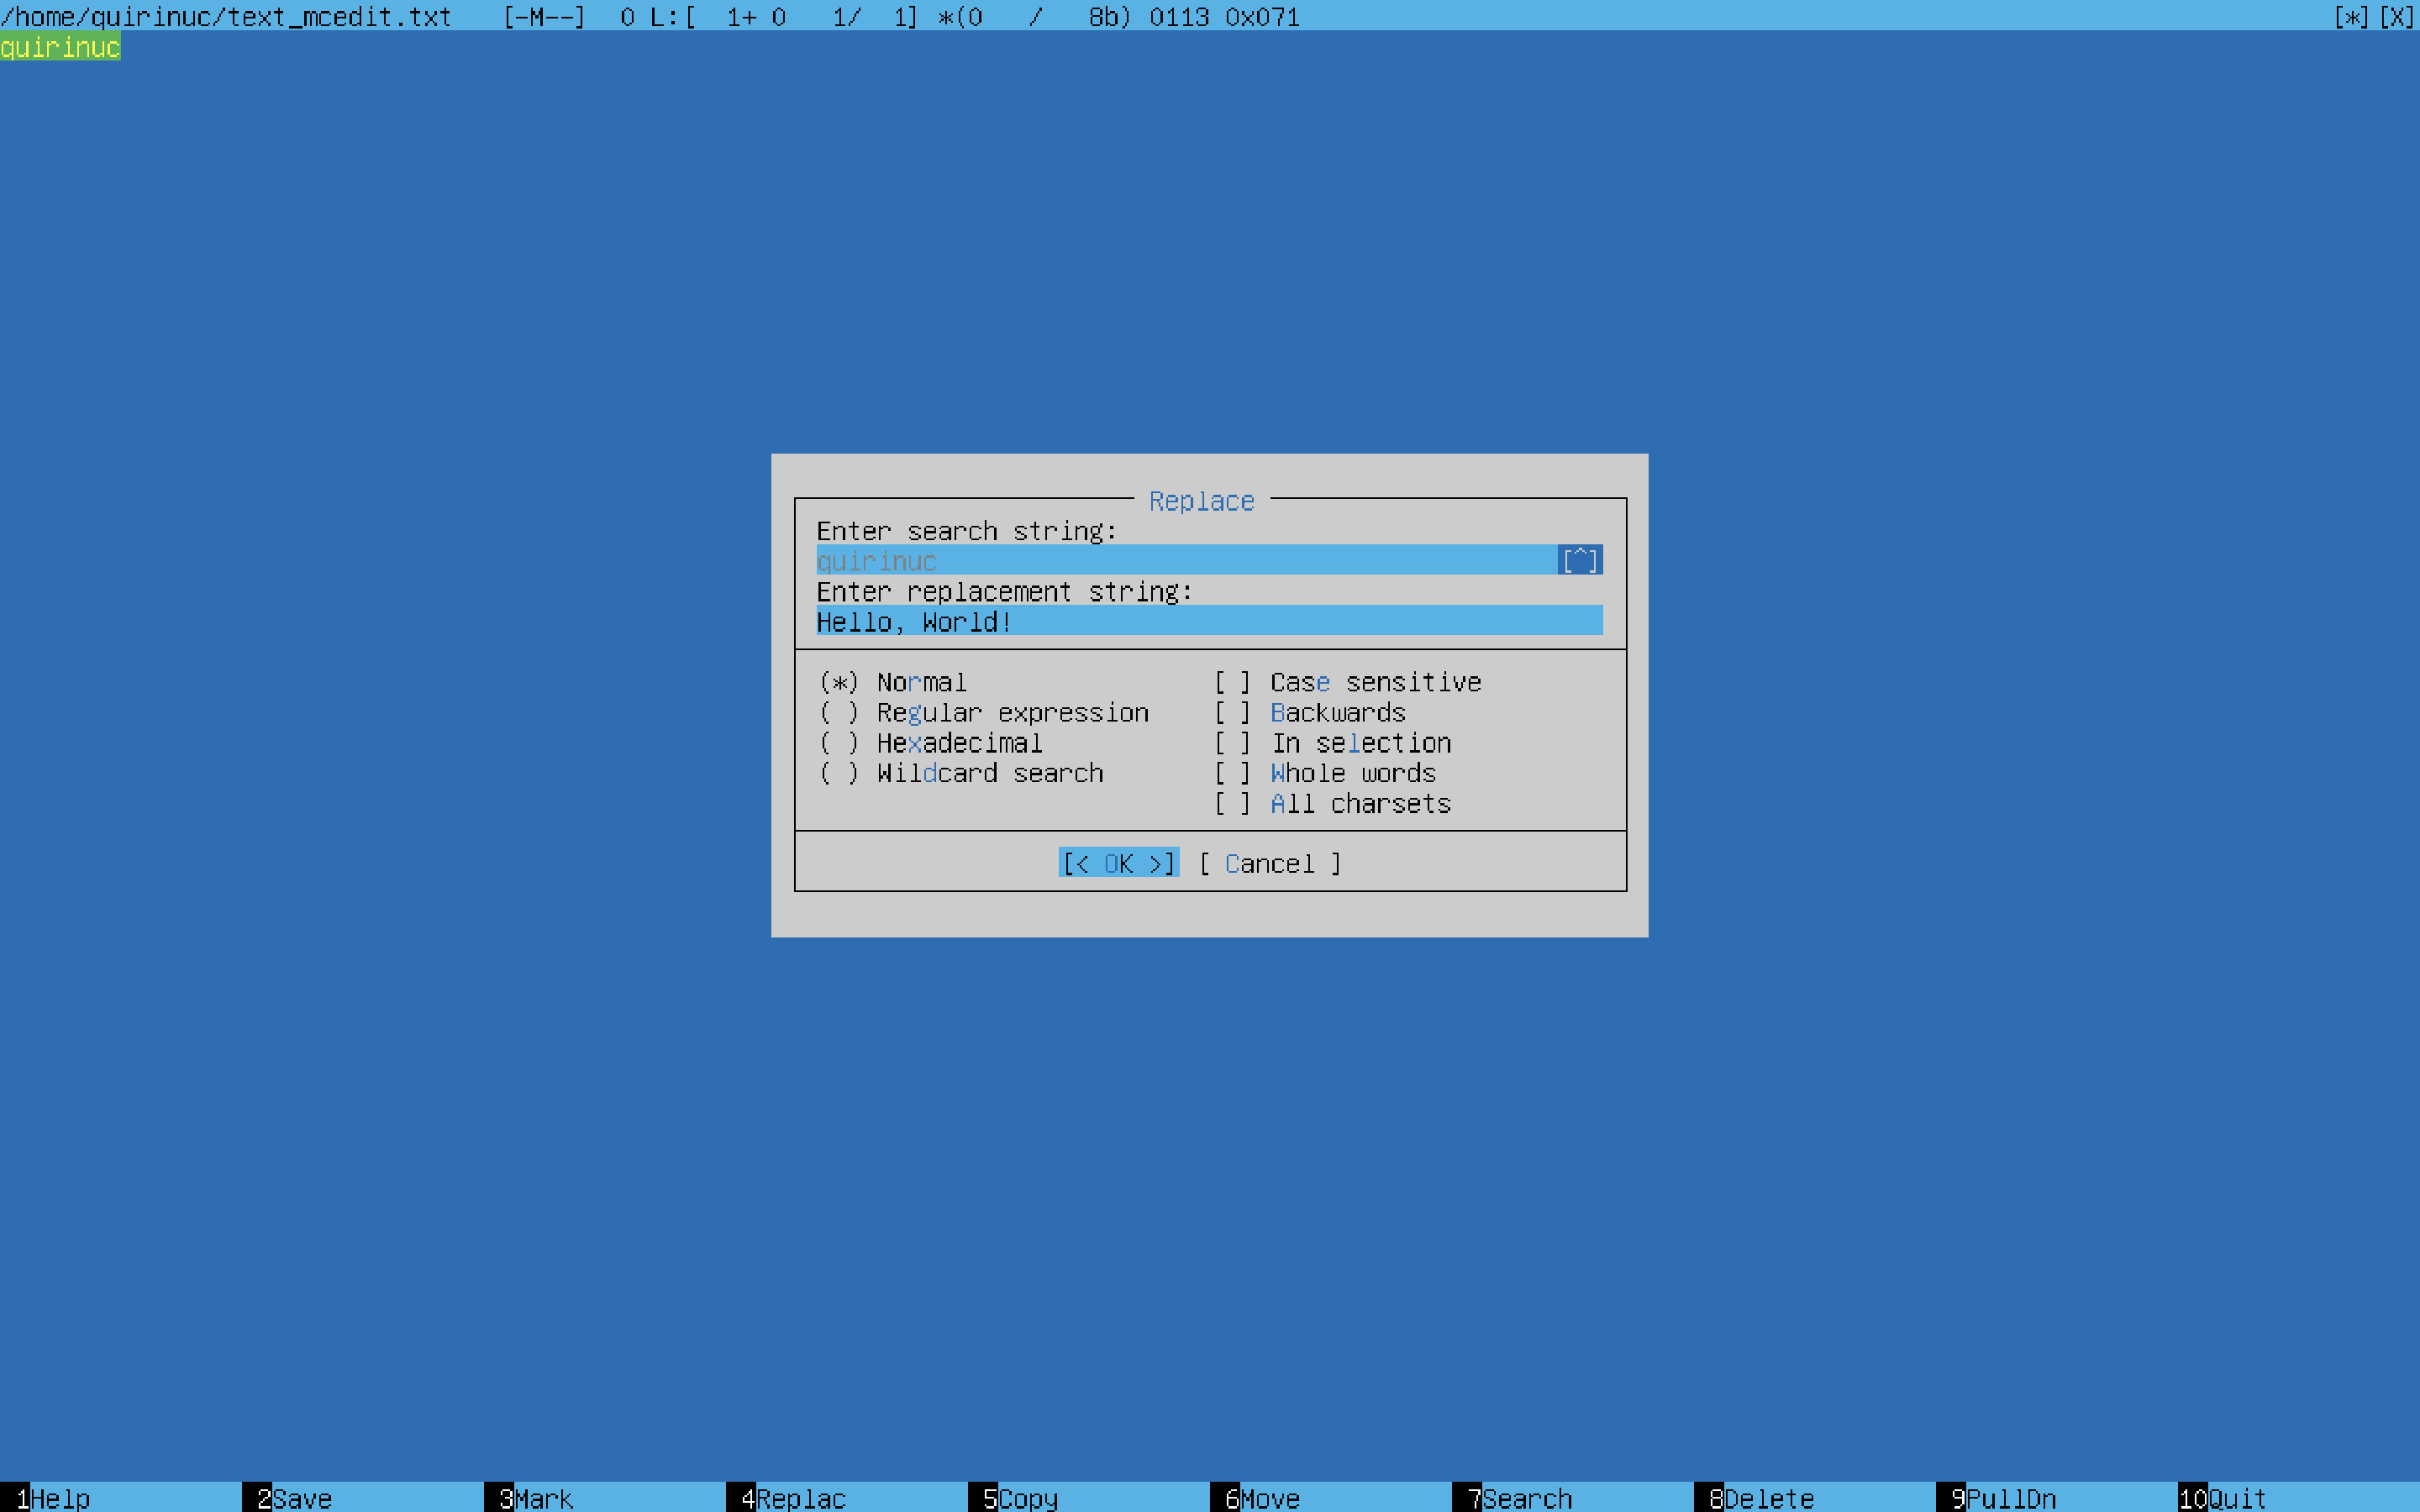 /home/quirinuc/text_mcedit.txt [-M--] 0 L:[ 1+ 0 1/ 1] *(0 / 8b) 0113 0x071 [*][X]
quirinuc
Replace
Enter search string:
quirinuc [^]
Enter replacement string:
Hello, World!
(*) Normal [ ] Case sensitive
( ) Regular expression [ ] Backwards
( ) Hexadecimal [ ] In selection
( ) Wildcard search [ ] Whole words
[ ] All charsets
[< OK >] [ Cancel ]
1Help 2Save 3Mark 4Replac 5Copy 6Move 7Search 8Delete 9PullDn 10Quit